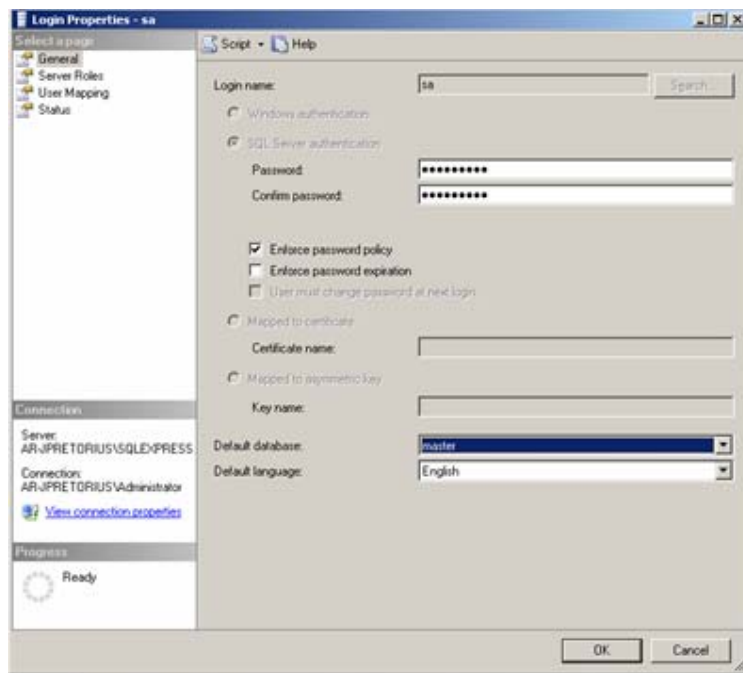 Login Properties - sa
Select a page
General
Server Roles
User Mapping
Status
Script
Help
Login name:
sa
Search...
Windows authentication
SQL Server authentication
Password:
•••••••••
Confirm password:
•••••••••
Enforce password policy
Enforce password expiration
User must change password at next login
Mapped to certificate
Certificate name:
Mapped to asymmetric key
Key name:
Default database:
master
Default language:
English
Connection
Server:
AR-JPRETORIUS\SQLEXPRESS
Connection:
AR-JPRETORIUS\Administrator
View connection properties
Progress
Ready
OK
Cancel